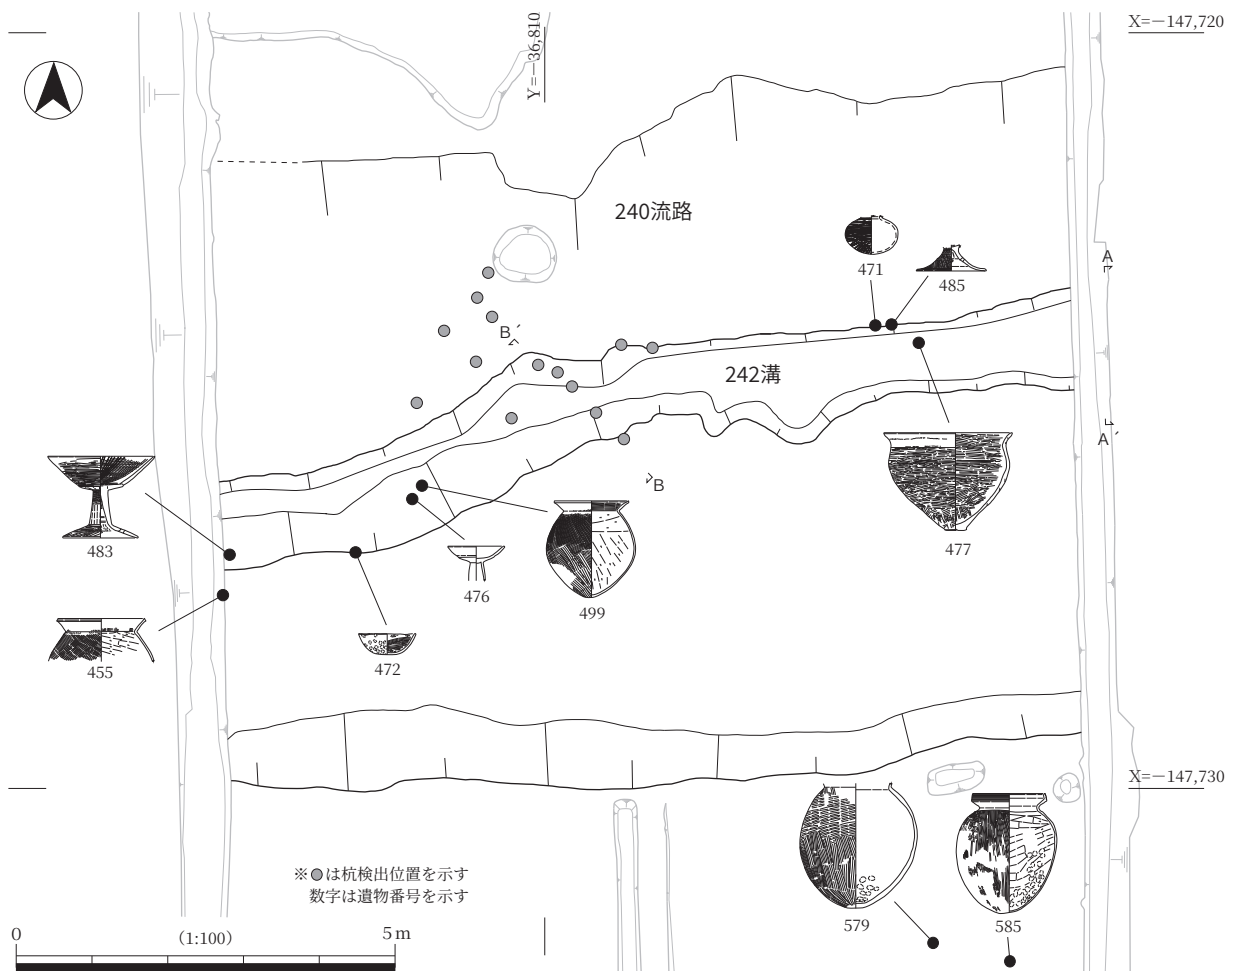 X=－147,720
Y=－36,810
240流路
471
485
A
B′
242溝
A′
B
483
477
476
499
455
472
X=－147,730
※●は杭検出位置を示す
数字は遺物番号を示す
579
585
0 （1:100） 5m